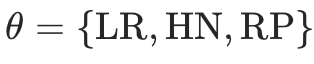 θ = {LR, HN, RP}